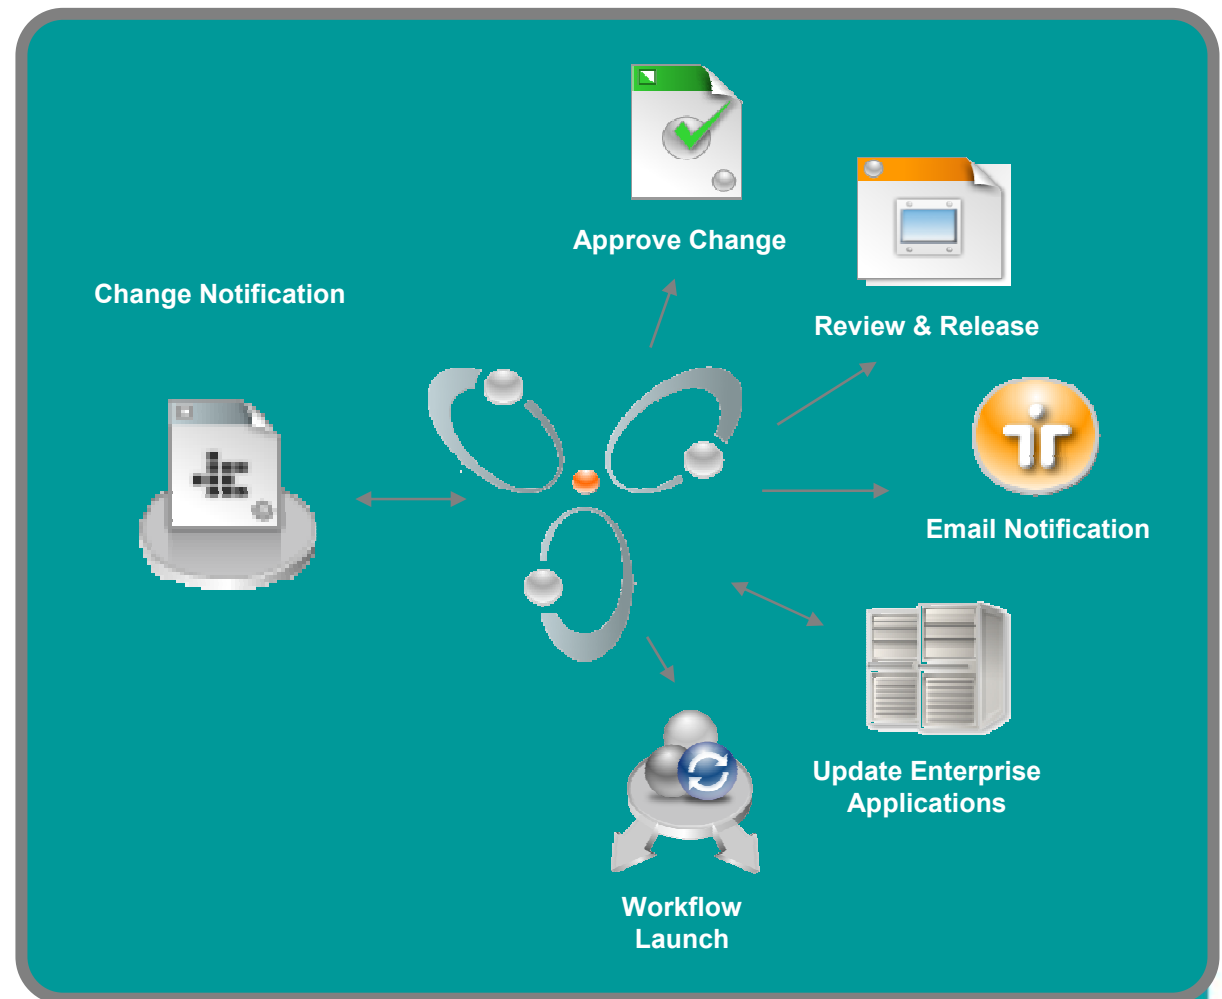 Approve Change
Change Notification
Review & Release
Email Notification
Update Enterprise
Applications
Workflow
Launch